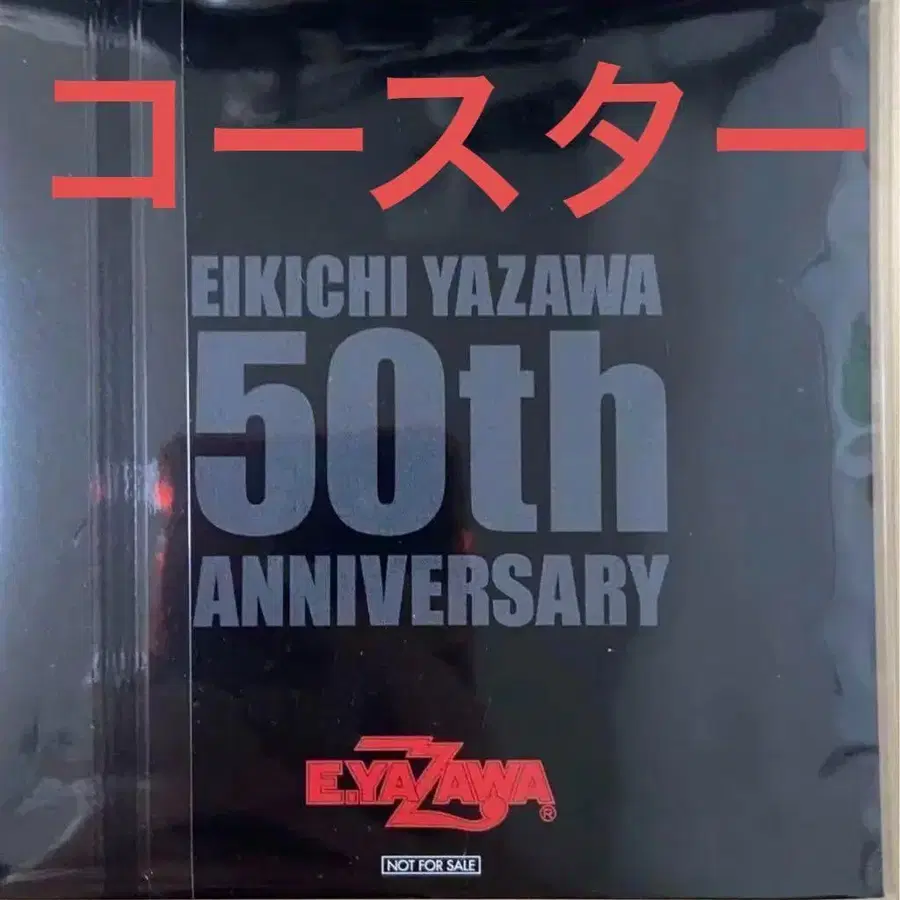 コースター
EIKICHI YAZAWA
50th
ANNIVERSARY
E.YAZAWA®
NOT FOR SALE